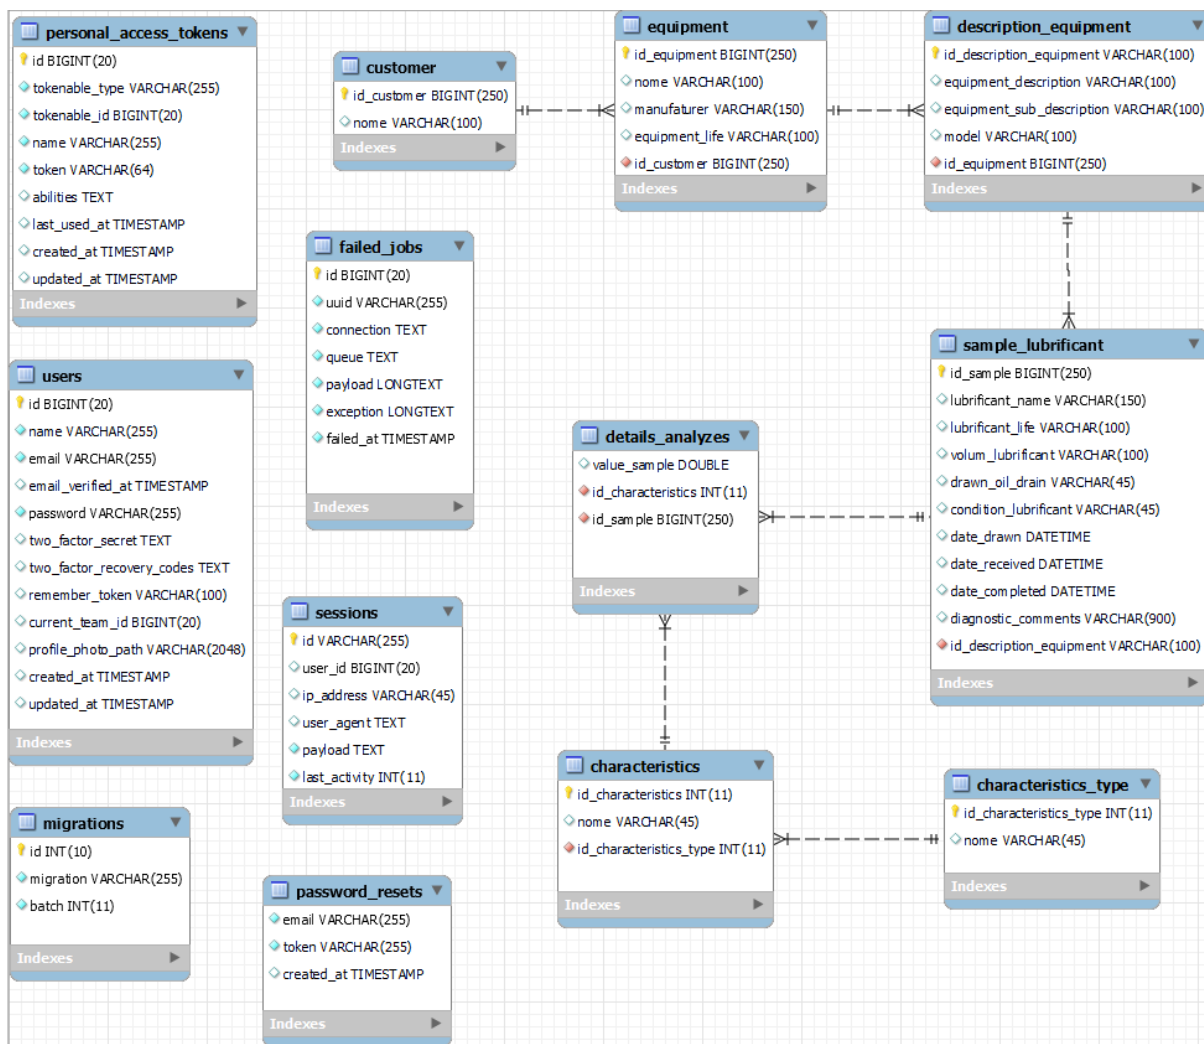 personal_access_tokens
id BIGINT(20)
tokenable_type VARCHAR(255)
tokenable_id BIGINT(20)
name VARCHAR(255)
token VARCHAR(64)
abilities TEXT
last_used_at TIMESTAMP
created_at TIMESTAMP
updated_at TIMESTAMP
Indexes
customer
id_customer BIGINT(250)
nome VARCHAR(100)
Indexes
equipment
id_equipment BIGINT(250)
nome VARCHAR(100)
manufaturer VARCHAR(150)
equipment_life VARCHAR(100)
id_customer BIGINT(250)
Indexes
description_equipment
id_description_equipment VARCHAR(100)
equipment_description VARCHAR(100)
equipment_sub_description VARCHAR(100)
model VARCHAR(100)
id_equipment BIGINT(250)
Indexes
failed_jobs
id BIGINT(20)
uuid VARCHAR(255)
connection TEXT
queue TEXT
payload LONGTEXT
exception LONGTEXT
failed_at TIMESTAMP
Indexes
users
id BIGINT(20)
name VARCHAR(255)
email VARCHAR(255)
email_verified_at TIMESTAMP
password VARCHAR(255)
two_factor_secret TEXT
two_factor_recovery_codes TEXT
remember_token VARCHAR(100)
current_team_id BIGINT(20)
profile_photo_path VARCHAR(2048)
created_at TIMESTAMP
updated_at TIMESTAMP
Indexes
details_analyzes
value_sample DOUBLE
id_characteristics INT(11)
id_sample BIGINT(250)
Indexes
sample_lubrificant
id_sample BIGINT(250)
lubrificant_name VARCHAR(150)
lubrificant_life VARCHAR(100)
volum_lubrificant VARCHAR(100)
drawn_oil_drain VARCHAR(45)
condition_lubrificant VARCHAR(45)
date_drawn DATETIME
date_received DATETIME
date_completed DATETIME
diagnostic_comments VARCHAR(900)
id_description_equipment VARCHAR(100)
Indexes
sessions
id VARCHAR(255)
user_id BIGINT(20)
ip_address VARCHAR(45)
user_agent TEXT
payload TEXT
last_activity INT(11)
Indexes
characteristics
id_characteristics INT(11)
nome VARCHAR(45)
id_characteristics_type INT(11)
Indexes
characteristics_type
id_characteristics_type INT(11)
nome VARCHAR(45)
Indexes
migrations
id INT(10)
migration VARCHAR(255)
batch INT(11)
Indexes
password_resets
email VARCHAR(255)
token VARCHAR(255)
created_at TIMESTAMP
Indexes